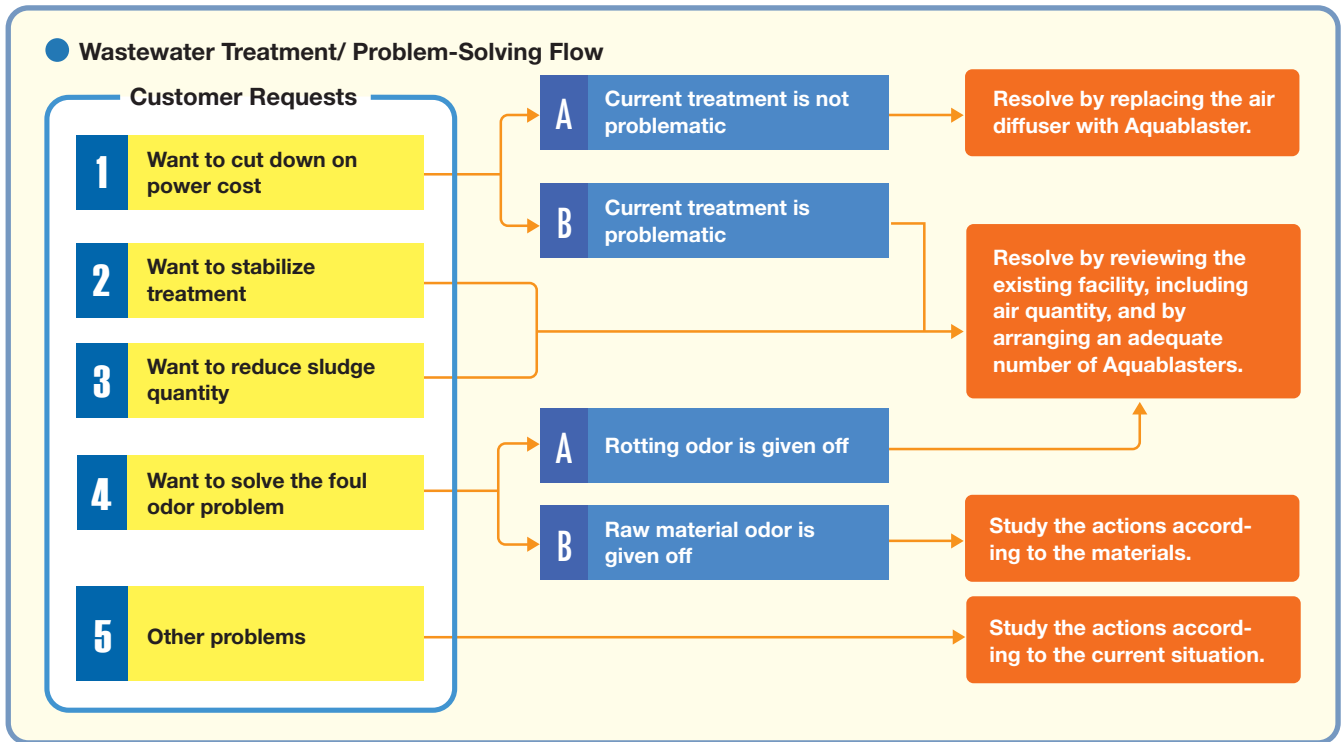 Wastewater Treatment/ Problem-Solving Flow
Customer Requests
1
Want to cut down on
power cost
2
Want to stabilize
treatment
3
Want to reduce sludge
quantity
4
Want to solve the foul
odor problem
5
Other problems
A
Current treatment is not
problematic
B
Current treatment is
problematic
A
Rotting odor is given off
B
Raw material odor is
given off
Resolve by replacing the air
diffuser with Aquablaster.
Resolve by reviewing the
existing facility, including
air quantity, and by
arranging an adequate
number of Aquablasters.
Study the actions accord-
ing to the materials.
Study the actions accord-
ing to the current situation.